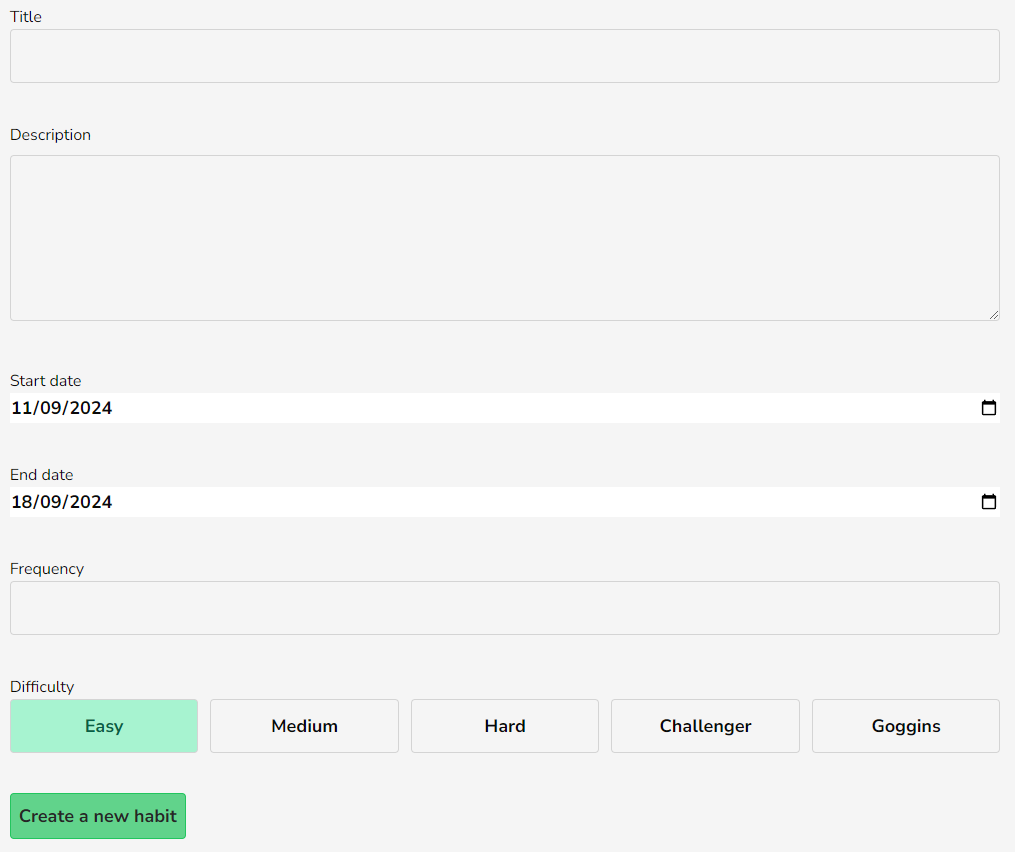 Title
Description
Start date
11/09/2024
End date
18/09/2024
Frequency
Difficulty
Easy Medium Hard Challenger Goggins
Create a new habit